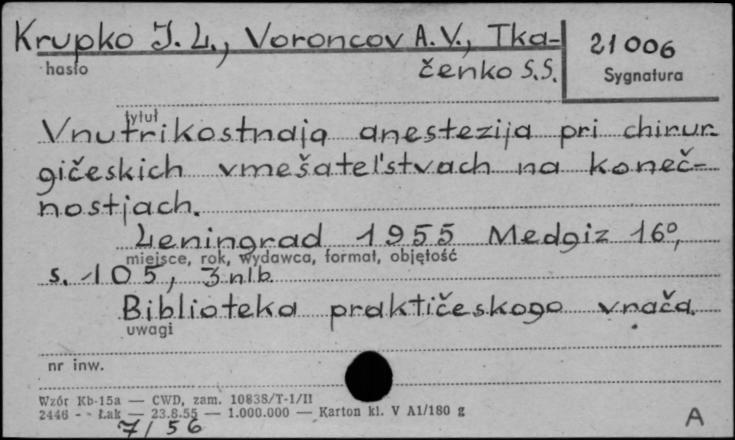 Krupko J. L., Voroncov A. V., Tka-
21006
hasło
čenko S.S.
Sygnatura
tytuł
Vnutrikostnaja anestezija pri chirur-
gičeskich vmešatel'stvach na koneč-
nostjach.
Leningrad 1955 Medgiz 16°,
miejsce, rok, wydawca, format, objętość
s. 105, 3 nlb.
Biblioteka praktičeskogo vrača.
uwagi
nr inw.
Wzór Kb-15a — CWD, zam. 10838/T-1/II
2446 - - Łak — 23.8.55 — 1.000.000 — Karton kl. V A1/180 g
7/56
A